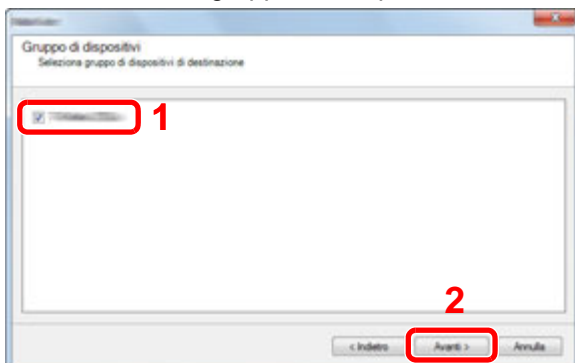 Gruppo di dispositivi
Seleziona gruppo di dispositivi di destinazione
1
2
< Indietro
Avanti >
Annulla